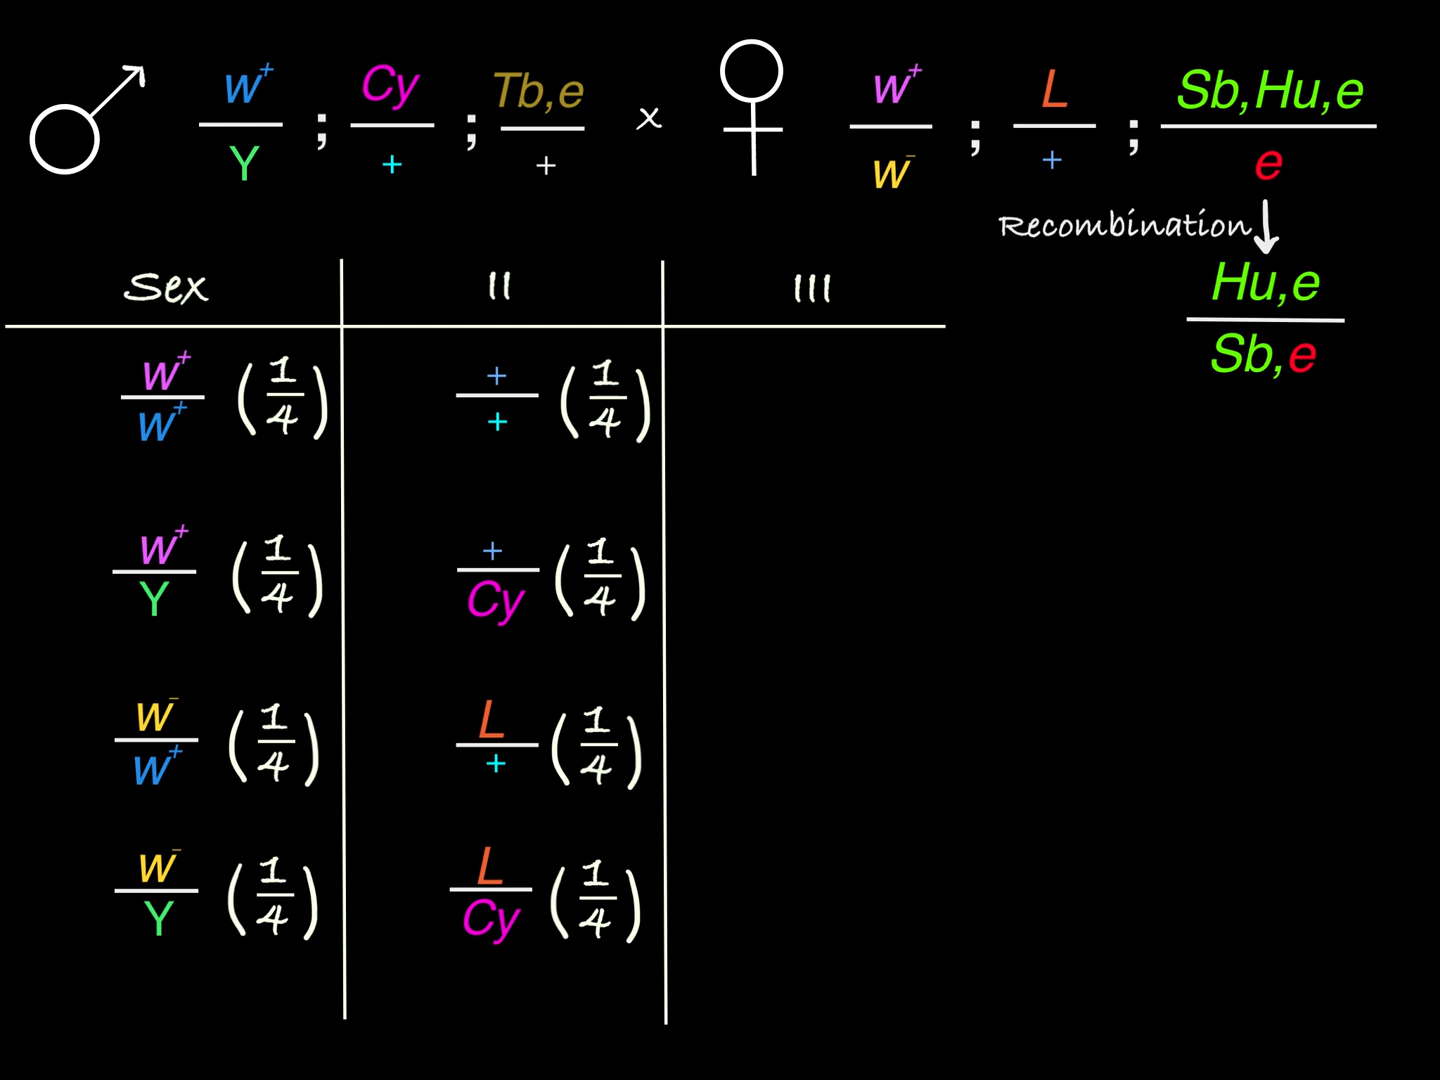 w⁺ / Y ; Cy / + ; Tb,e / + x w⁺ / w⁻ ; L / + ; Sb,Hu,e / e
Recombination
Hu,e / Sb,e
Sex II III
w⁺ / w⁺ (1/4) + / + (1/4)
w⁺ / Y (1/4) + / Cy (1/4)
w⁻ / w⁺ (1/4) L / + (1/4)
w⁻ / Y (1/4) L / Cy (1/4)